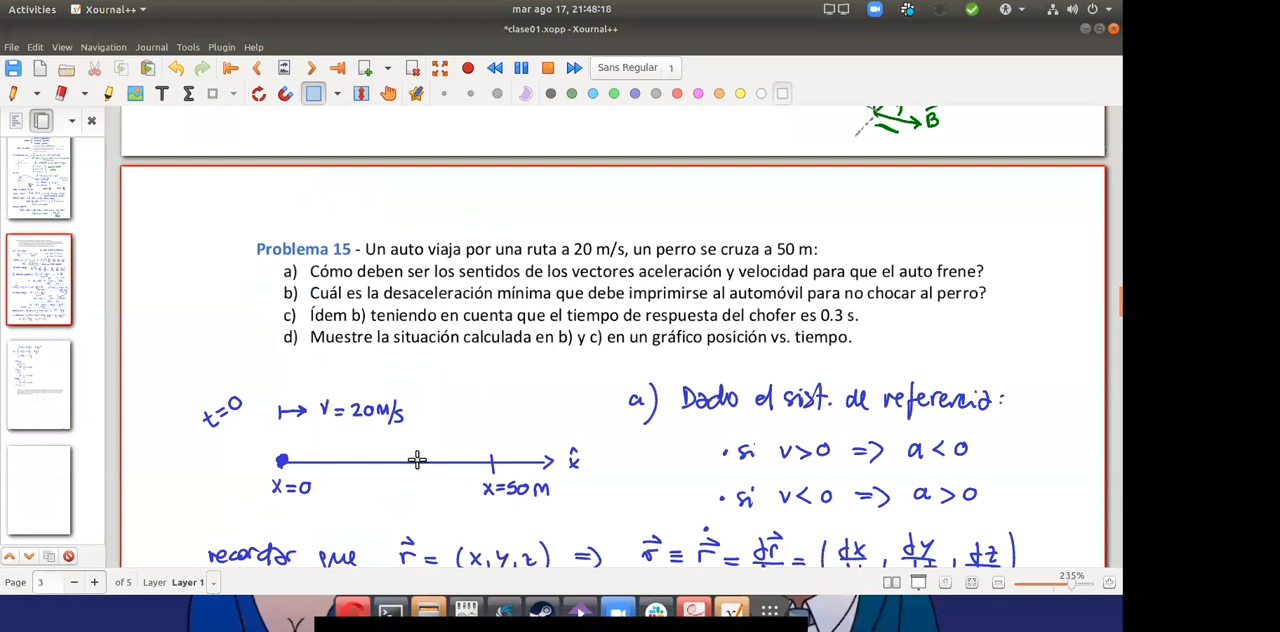 Activities Xournal++ mar ago 17, 21:48:18
*clase01.xopp - Xournal++
File Edit View Navigation Journal Tools Plugin Help
Sans Regular 1
B
Problema 15 - Un auto viaja por una ruta a 20 m/s, un perro se cruza a 50 m:
a) Cómo deben ser los sentidos de los vectores aceleración y velocidad para que el auto frene?
b) Cuál es la desaceleración mínima que debe imprimirse al automóvil para no chocar al perro?
c) Ídem b) teniendo en cuenta que el tiempo de respuesta del chofer es 0.3 s.
d) Muestre la situación calculada en b) y c) en un gráfico posición vs. tiempo.
t=0 v = 20 m/s
x̂
x=0 x=50 m
a) Dado el sist. de referencia:
· si v>0 => a<0
· si v<0 => a>0
recordar que r⃗ = (x,y,z) =>
Page 3 of 5 Layer Layer 1 235%